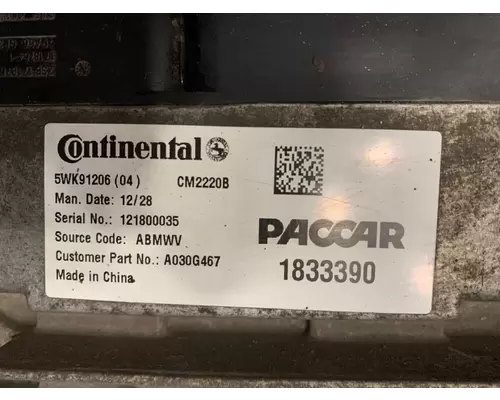 Continental
5WK91206 (04)
CM2220B
Man. Date: 12/28
Serial No.: 121800035
Source Code: ABMWV
Customer Part No.: A030G467
Made in China
PACCAR
1833390